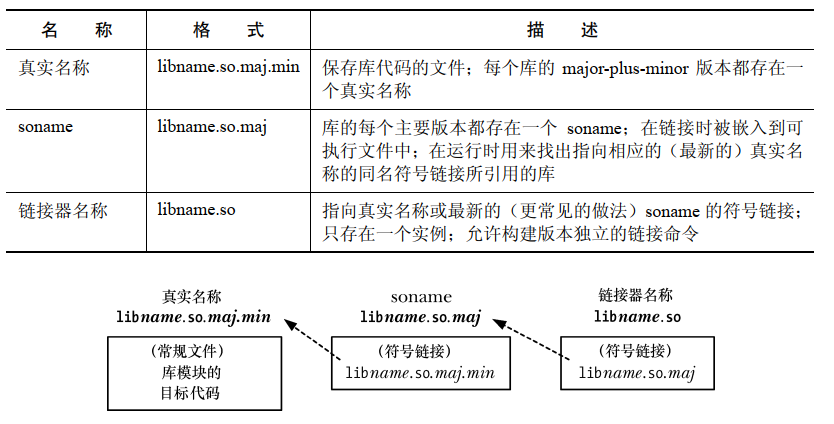 名 称 格 式 描 述
真实名称 libname.so.maj.min 保存库代码的文件；每个库的 major-plus-minor 版本都存在一
个真实名称
soname libname.so.maj 库的每个主要版本都存在一个 soname；在链接时被嵌入到可
执行文件中；在运行时用来找出指向相应的（最新的）真实名
称的同名符号链接所引用的库
链接器名称 libname.so 指向真实名称或最新的（更常见的做法）soname 的符号链接；
只存在一个实例；允许构建版本独立的链接命令
真实名称 soname 链接器名称
libname.so.maj.min libname.so.maj libname.so
（常规文件） （符号链接） （符号链接）
库模块的 libname.so.maj.min libname.so.maj
目标代码